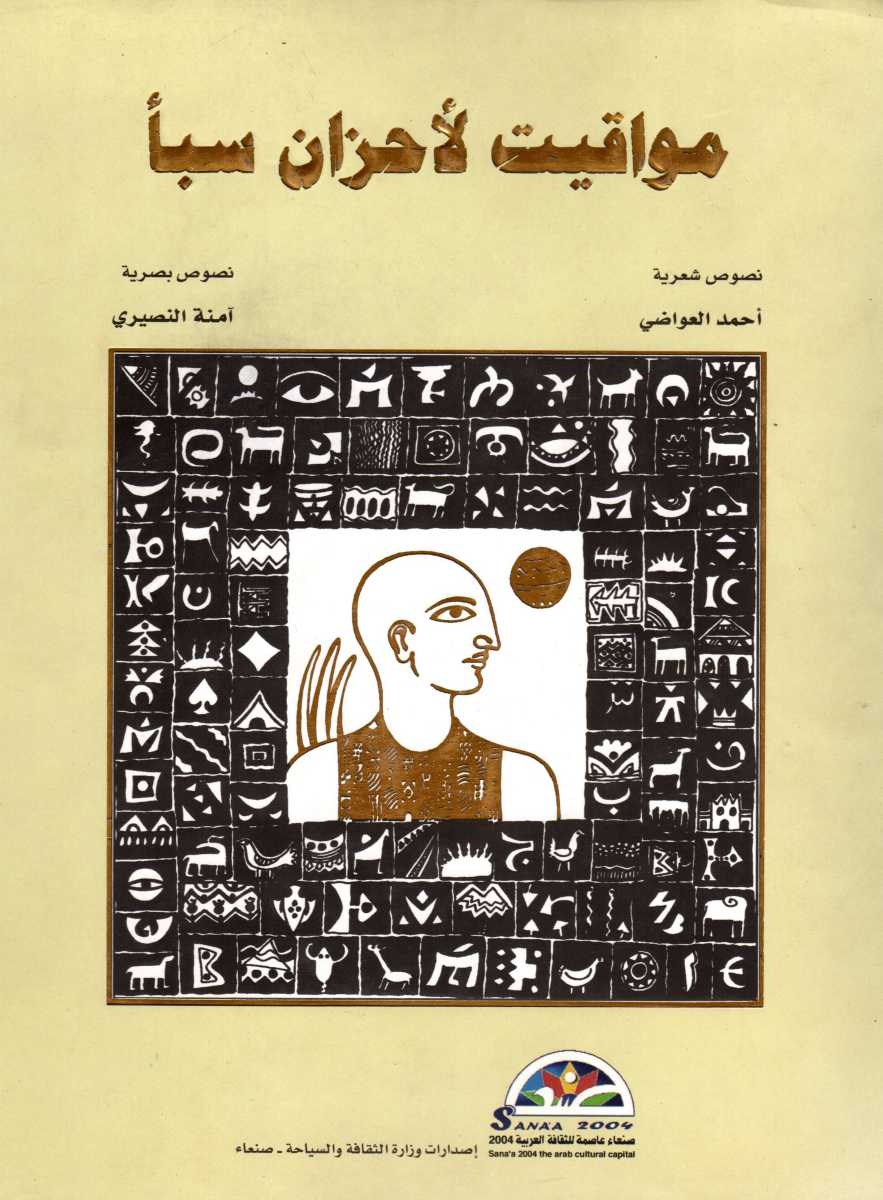 مواقيت لأحزان سبأ
نصوص شعرية
أحمد العواضي
نصوص بصرية
آمنة النصيري
SANA'A 2004
صنعاء عاصمة للثقافة العربية 2004
Sana'a 2004 the arab cultural capital
إصدارات وزارة الثقافة والسياحة - صنعاء